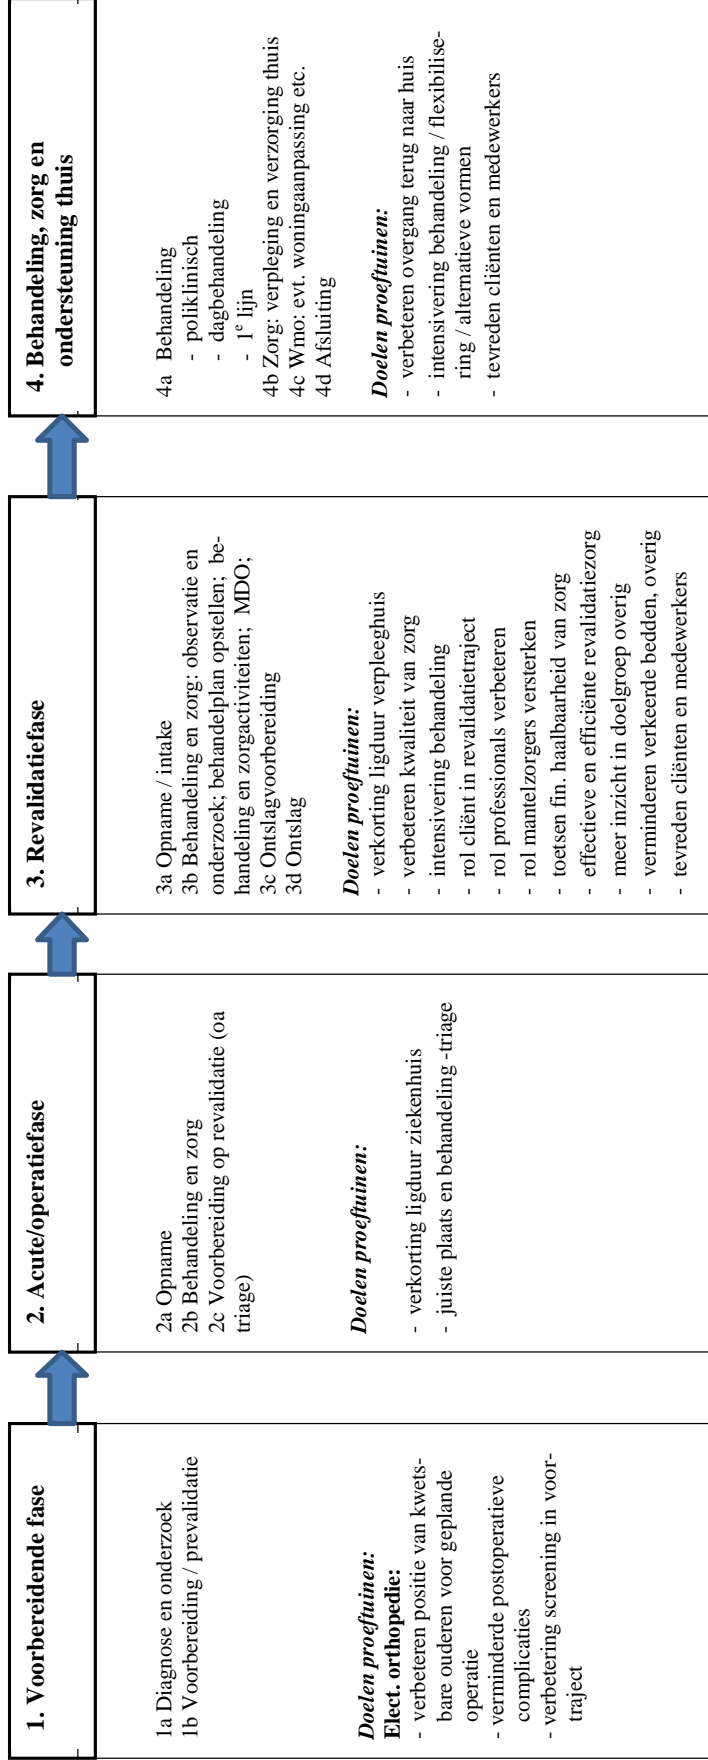 1. Voorbereidende fase
1a Diagnose en onderzoek
1b Voorbereiding / prevalidatie
Doelen proeftuinen:
Elect. orthopedie:
- verbeteren positie van kwets-
bare ouderen voor geplande
operatie
- verminderde postoperatieve
complicaties
- verbetering screening in voor-
traject
2. Acute/operatiefase
2a Opname
2b Behandeling en zorg
2c Voorbereiding op revalidatie (oa
triage)
Doelen proeftuinen:
- verkorting ligduur ziekenhuis
- juiste plaats en behandeling -triage
3. Revalidatiefase
3a Opname / intake
3b Behandeling en zorg: observatie en
onderzoek; behandelplan opstellen; be-
handeling en zorgactiviteiten; MDO;
3c Ontslagvoorbereiding
3d Ontslag
Doelen proeftuinen:
- verkorting ligduur verpleeghuis
- verbeteren kwaliteit van zorg
- intensivering behandeling
- rol cliënt in revalidatietraject
- rol professionals verbeteren
- rol mantelzorgers versterken
- toetsen fin. haalbaarheid van zorg
- effectieve en efficiënte revalidatiezorg
- meer inzicht in doelgroep overig
- verminderen verkeerde bedden, overig
- tevreden cliënten en medewerkers
4. Behandeling, zorg en
ondersteuning thuis
4a Behandeling
- poliklinisch
- dagbehandeling
- 1e lijn
4b Zorg: verpleging en verzorging thuis
4c Wmo: evt. woningaanpassing etc.
4d Afsluiting
Doelen proeftuinen:
- verbeteren overgang terug naar huis
- intensivering behandeling / flexibilise-
ring / alternatieve vormen
- tevreden cliënten en medewerkers